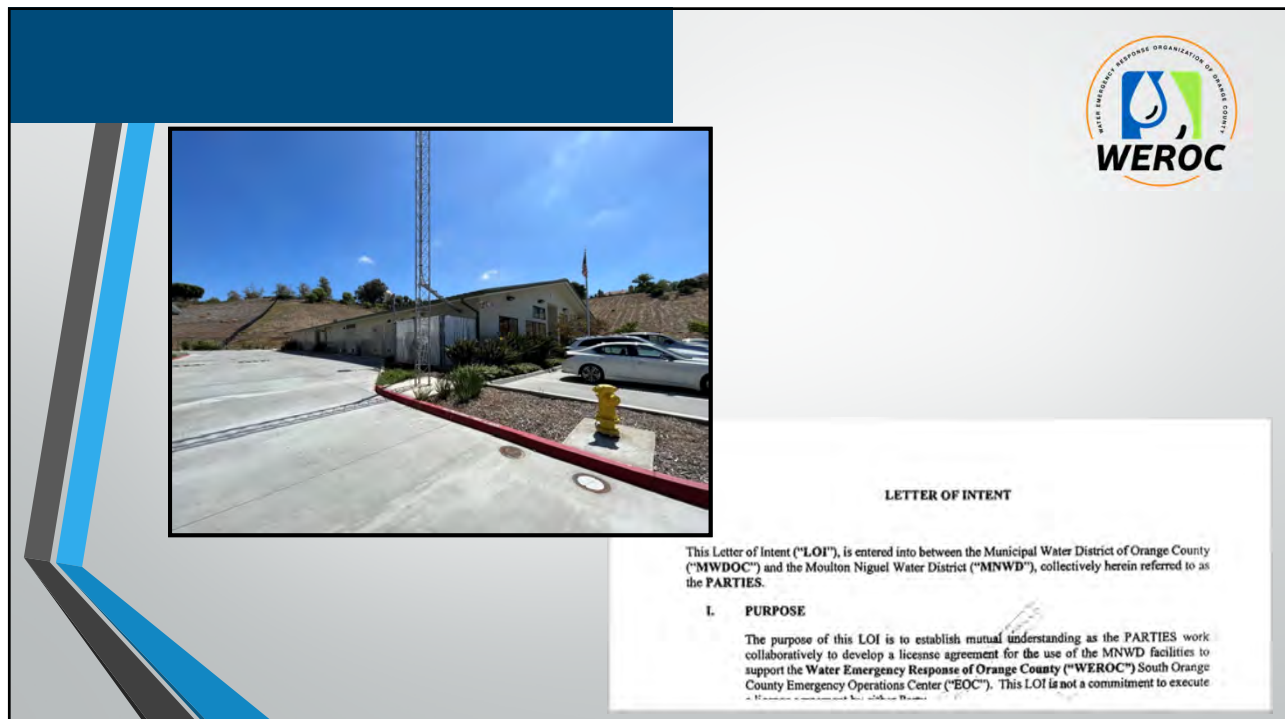 WATER EMERGENCY RESPONSE ORGANIZATION OF ORANGE COUNTY
WEROC
LETTER OF INTENT
This Letter of Intent ("LOI"), is entered into between the Municipal Water District of Orange County
("MWDOC") and the Moulton Niguel Water District ("MNWD"), collectively herein referred to as
the PARTIES.
I. PURPOSE
The purpose of this LOI is to establish mutual understanding as the PARTIES work
collaboratively to develop a license agreement for the use of the MNWD facilities to
support the Water Emergency Response of Orange County ("WEROC") South Orange
County Emergency Operations Center ("EOC"). This LOI is not a commitment to execute